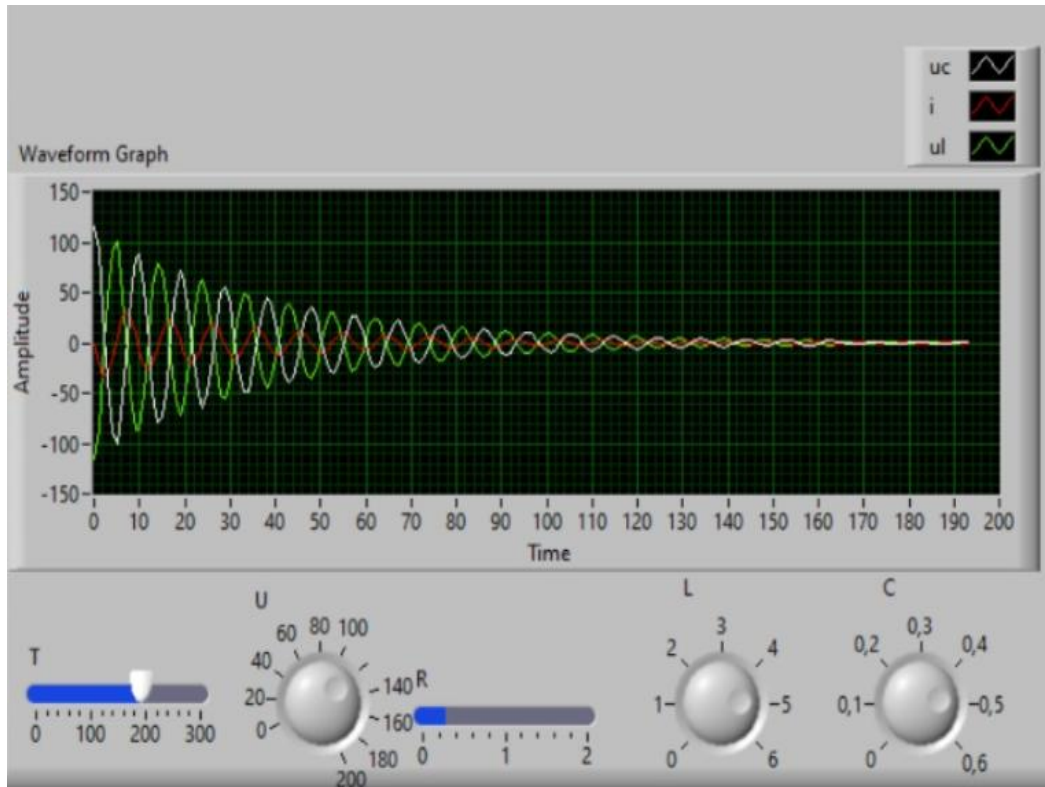 uc
i
ul
Waveform Graph
150
100
50
0
-50
-100
-150
Amplitude
0 10 20 30 40 50 60 70 80 90 100 110 120 130 140 150 160 170 180 190 200
Time
T
0 100 200 300
U
0 20 40 60 80 100 140 160 180 200
R
0 1 2
L
0 1 2 3 4 5 6
C
0 0,1 0,2 0,3 0,4 0,5 0,6